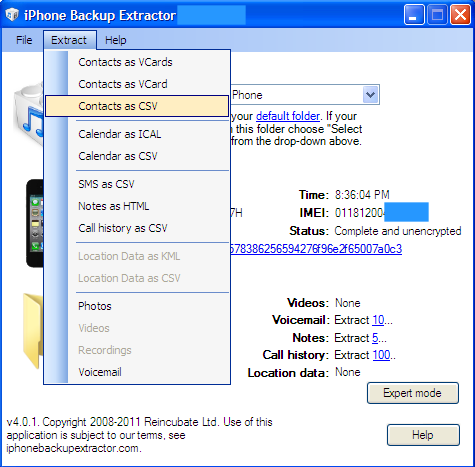 iPhone Backup Extractor
File Extract Help
Contacts as VCards
Contacts as VCard
Contacts as CSV
Calendar as ICAL
Calendar as CSV
SMS as CSV
Notes as HTML
Call history as CSV
Location Data as KML
Location Data as CSV
Photos
Videos
Recordings
Voicemail
Phone
your default folder. If your
this folder choose "Select
from the drop-down above.
Time: 8:36:04 PM
7H IMEI: 01181200
Status: Complete and unencrypted
578386256594276f96e2f65007a0c3
Videos: None
Voicemail: Extract 10...
Notes: Extract 5...
Call history: Extract 100..
Location data: None
Expert mode
v4.0.1. Copyright 2008-2011 Reincubate Ltd. Use of this
application is subject to our terms, see
iphonebackupextractor.com.
Help